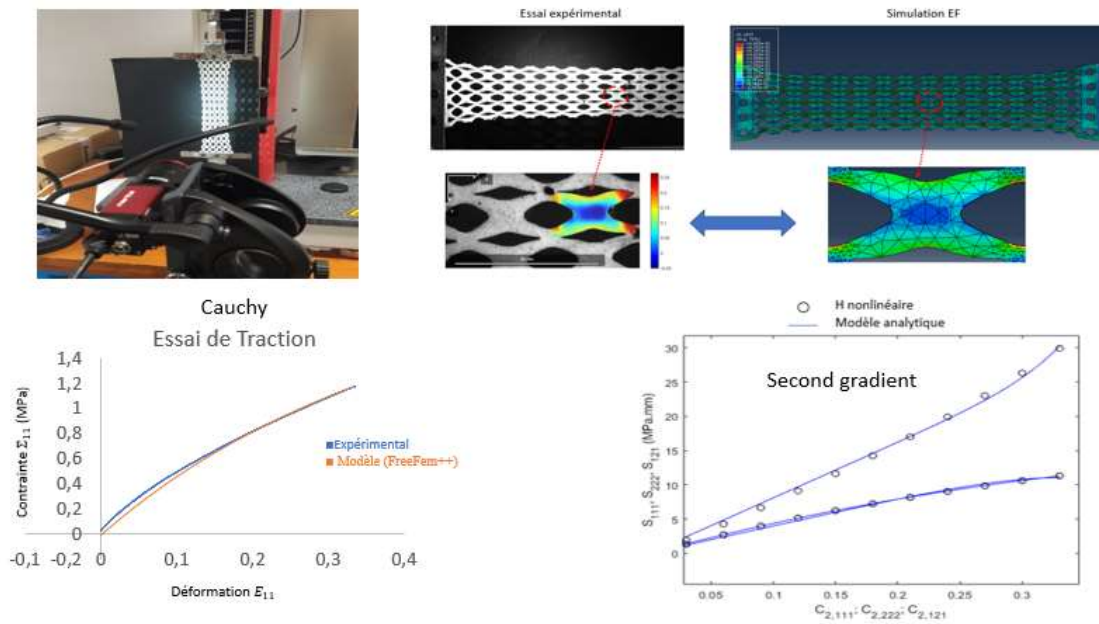 Essai expérimental
Simulation EF
Cauchy
Essai de Traction
1,4
1,2
1
0,8
0,6
0,4
0,2
0
-0,2
-0,1
0
0,1
0,2
0,3
0,4
Contrainte Σ₁₁ (MPa)
Déformation E₁₁
Expérimental
Modèle (FreeFem++)
H nonlinéaire
Modèle analytique
Second gradient
30
25
20
15
10
5
0
0.05
0.1
0.15
0.2
0.25
0.3
S₁₁₁, S₂₂₂, S₁₂₁ (MPa.mm)
C₂,₁₁₁; C₂,₂₂₂; C₂,₁₂₁